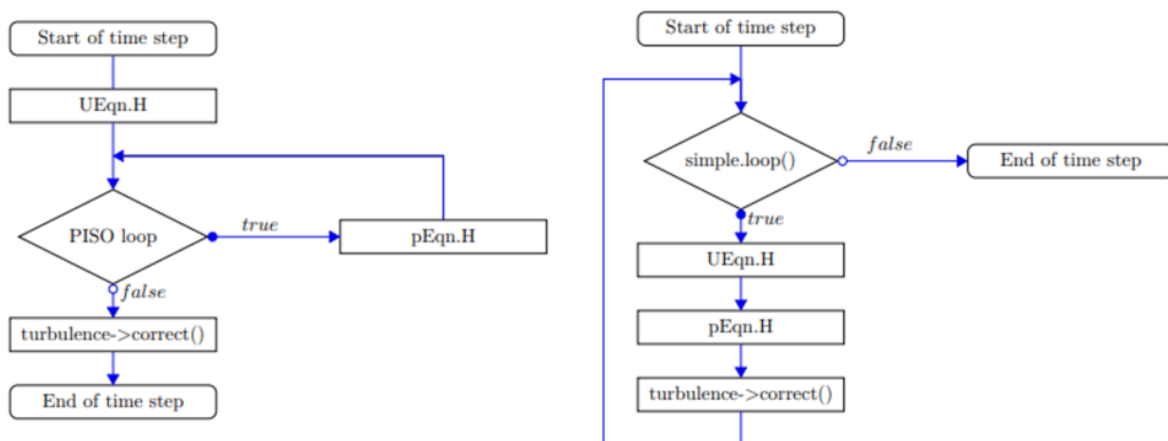 Start of time step
UEqn.H
PISO loop
true
pEqn.H
false
turbulence->correct()
End of time step
Start of time step
simple.loop()
false
End of time step
true
UEqn.H
pEqn.H
turbulence->correct()